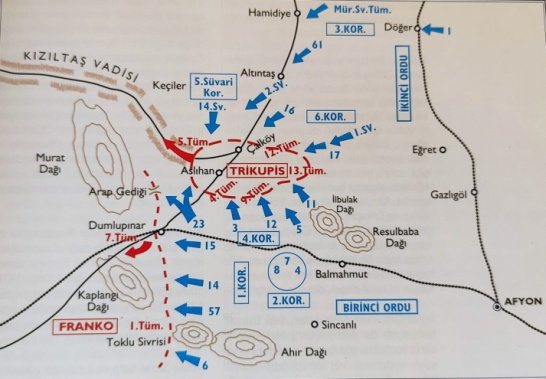 Hamidiye
Mür.Sv.Tüm.
3.KOR.
Döğer
1
61
KIZILTAŞ VADİSİ
Keçiler
5.Süvari
Kor.
14.Sv.
Altıntaş
2.Sv.
16
6.KOR.
İKİNCİ ORDU
5.Tüm.
Çalköy
12.Tüm.
1.SV.
17
Eğret
Murat
Dağı
Aslıhan
TRİKUPİS
13.Tüm.
Arap Gediği
4.Tüm.
9.Tüm.
11
İlbulak
Dağı
Gazlıgöl
23
3
12
5
Resulbaba
Dağı
Dumlupınar
7.Tüm.
15
4.KOR.
Balmahmut
14
1.KOR.
7
8
4
2.KOR.
Kaplangı
Dağı
57
BİRİNCİ ORDU
AFYON
FRANKO
1.Tüm.
Toklu Sivrisi
Sincanlı
6
Ahır Dağı